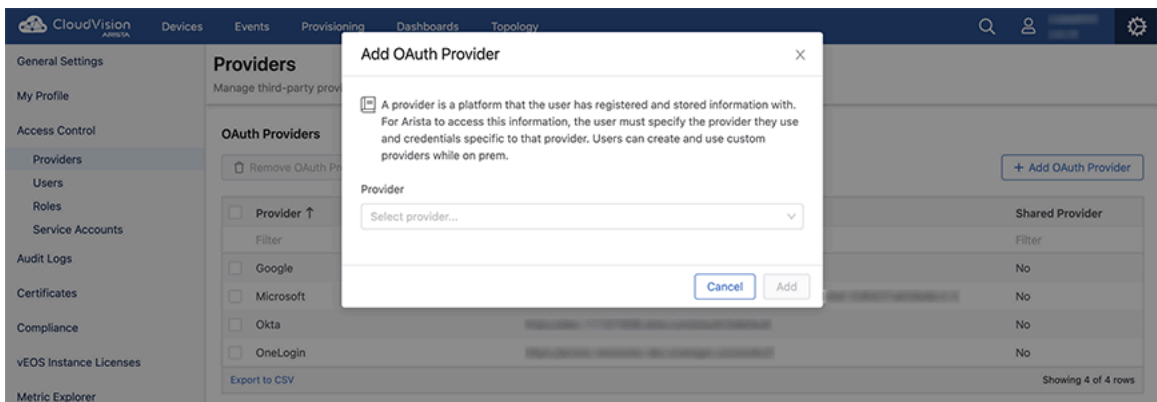 CloudVision
ARISTA
Devices
Events
Provisioning
Dashboards
Topology
General Settings
My Profile
Access Control
Providers
Users
Roles
Service Accounts
Audit Logs
Certificates
Compliance
vEOS Instance Licenses
Metric Explorer
Providers
Manage third-party provi
OAuth Providers
Remove OAuth Pr
+ Add OAuth Provider
Provider ↑
Shared Provider
Filter
Filter
Google
No
Microsoft
No
Okta
No
OneLogin
No
Export to CSV
Showing 4 of 4 rows
Add OAuth Provider
A provider is a platform that the user has registered and stored information with.
For Arista to access this information, the user must specify the provider they use
and credentials specific to that provider. Users can create and use custom
providers while on prem.
Provider
Select provider...
Cancel
Add